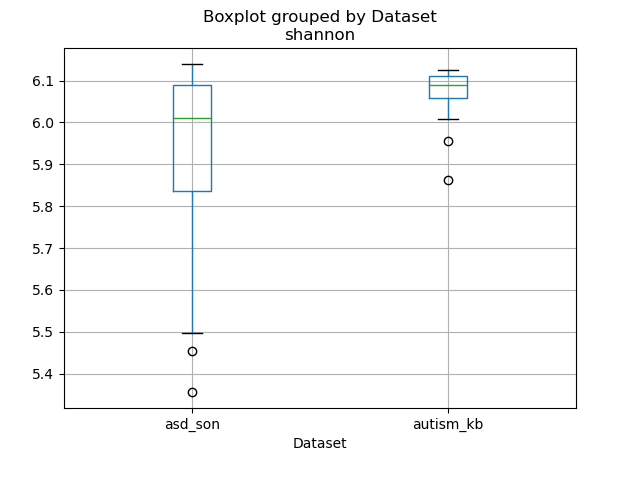 Boxplot grouped by Dataset
shannon
6.1
6.0
5.9
5.8
5.7
5.6
5.5
5.4
asd_son autism_kb
Dataset